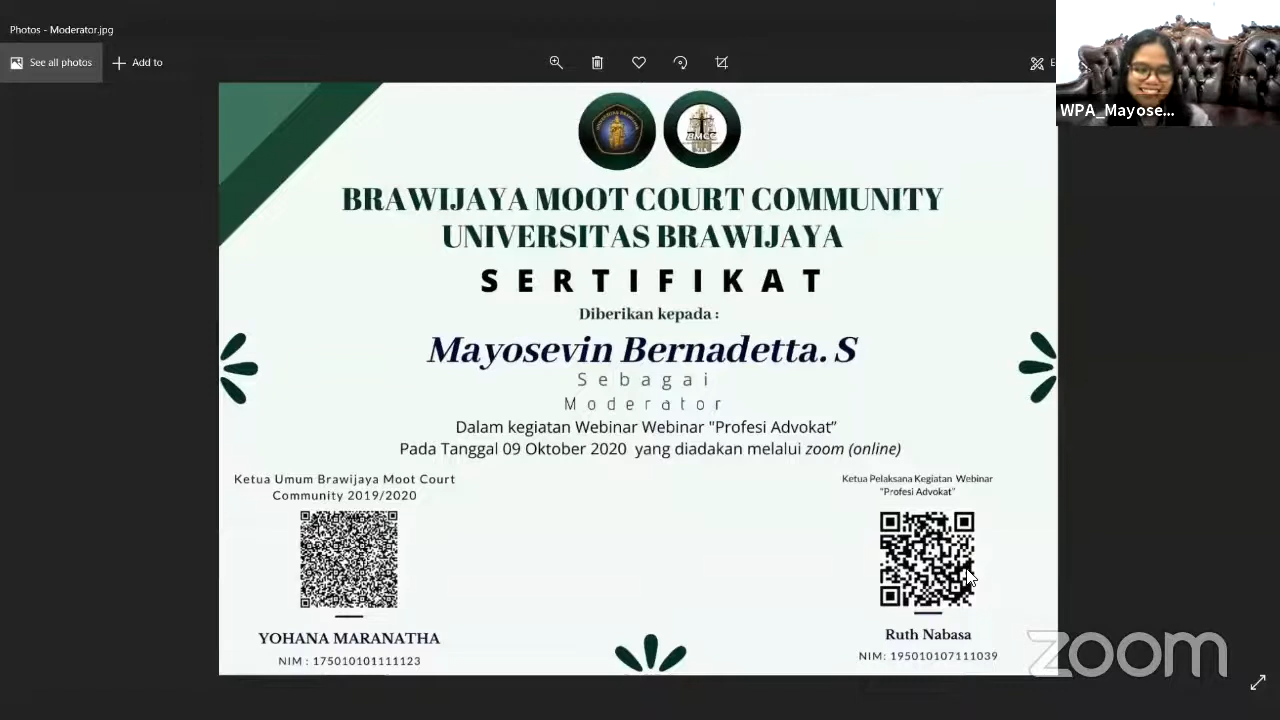 Photos - Moderator.jpg
See all photos
Add to
WPA_Mayose...
BMCC
BRAWIJAYA MOOT COURT COMMUNITY
UNIVERSITAS BRAWIJAYA
SERTIFIKAT
Diberikan kepada :
Mayosevin Bernadetta. S
Sebagai
Moderator
Dalam kegiatan Webinar Webinar "Profesi Advokat”
Pada Tanggal 09 Oktober 2020 yang diadakan melalui zoom (online)
Ketua Umum Brawijaya Moot Court
Community 2019/2020
YOHANA MARANATHA
NIM : 175010101111123
Ketua Pelaksana Kegiatan Webinar
"Profesi Advokat"
Ruth Nabasa
NIM: 195010107111039
zoom